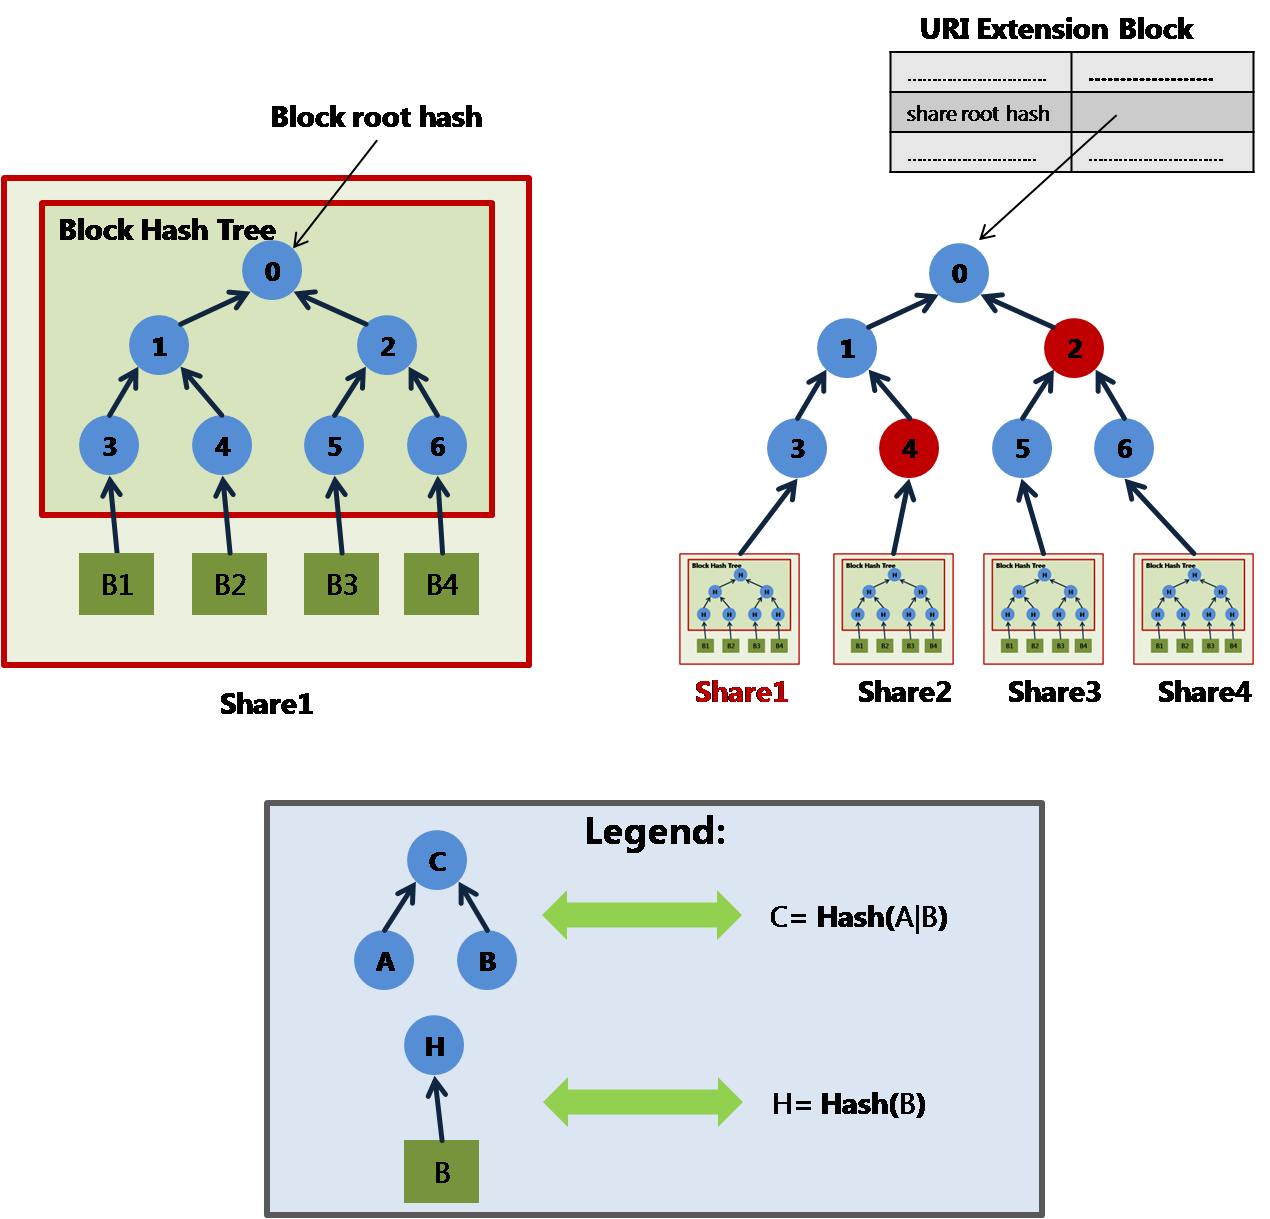 URI Extension Block
............................ ....................
share root hash
.......................... ...........................
Block root hash
Block Hash Tree
0
1 2
3 4 5 6
B1 B2 B3 B4
Share1
0
1 2
3 4 5 6
Block Hash Tree Block Hash Tree Block Hash Tree Block Hash Tree
H H H H
H H H H H H H H
H H H H H H H H H H H H H H H H
B1 B2 B3 B4 B1 B2 B3 B4 B1 B2 B3 B4 B1 B2 B3 B4
Share1 Share2 Share3 Share4
Legend:
C
A B
C= Hash(A|B)
H
B
H= Hash(B)